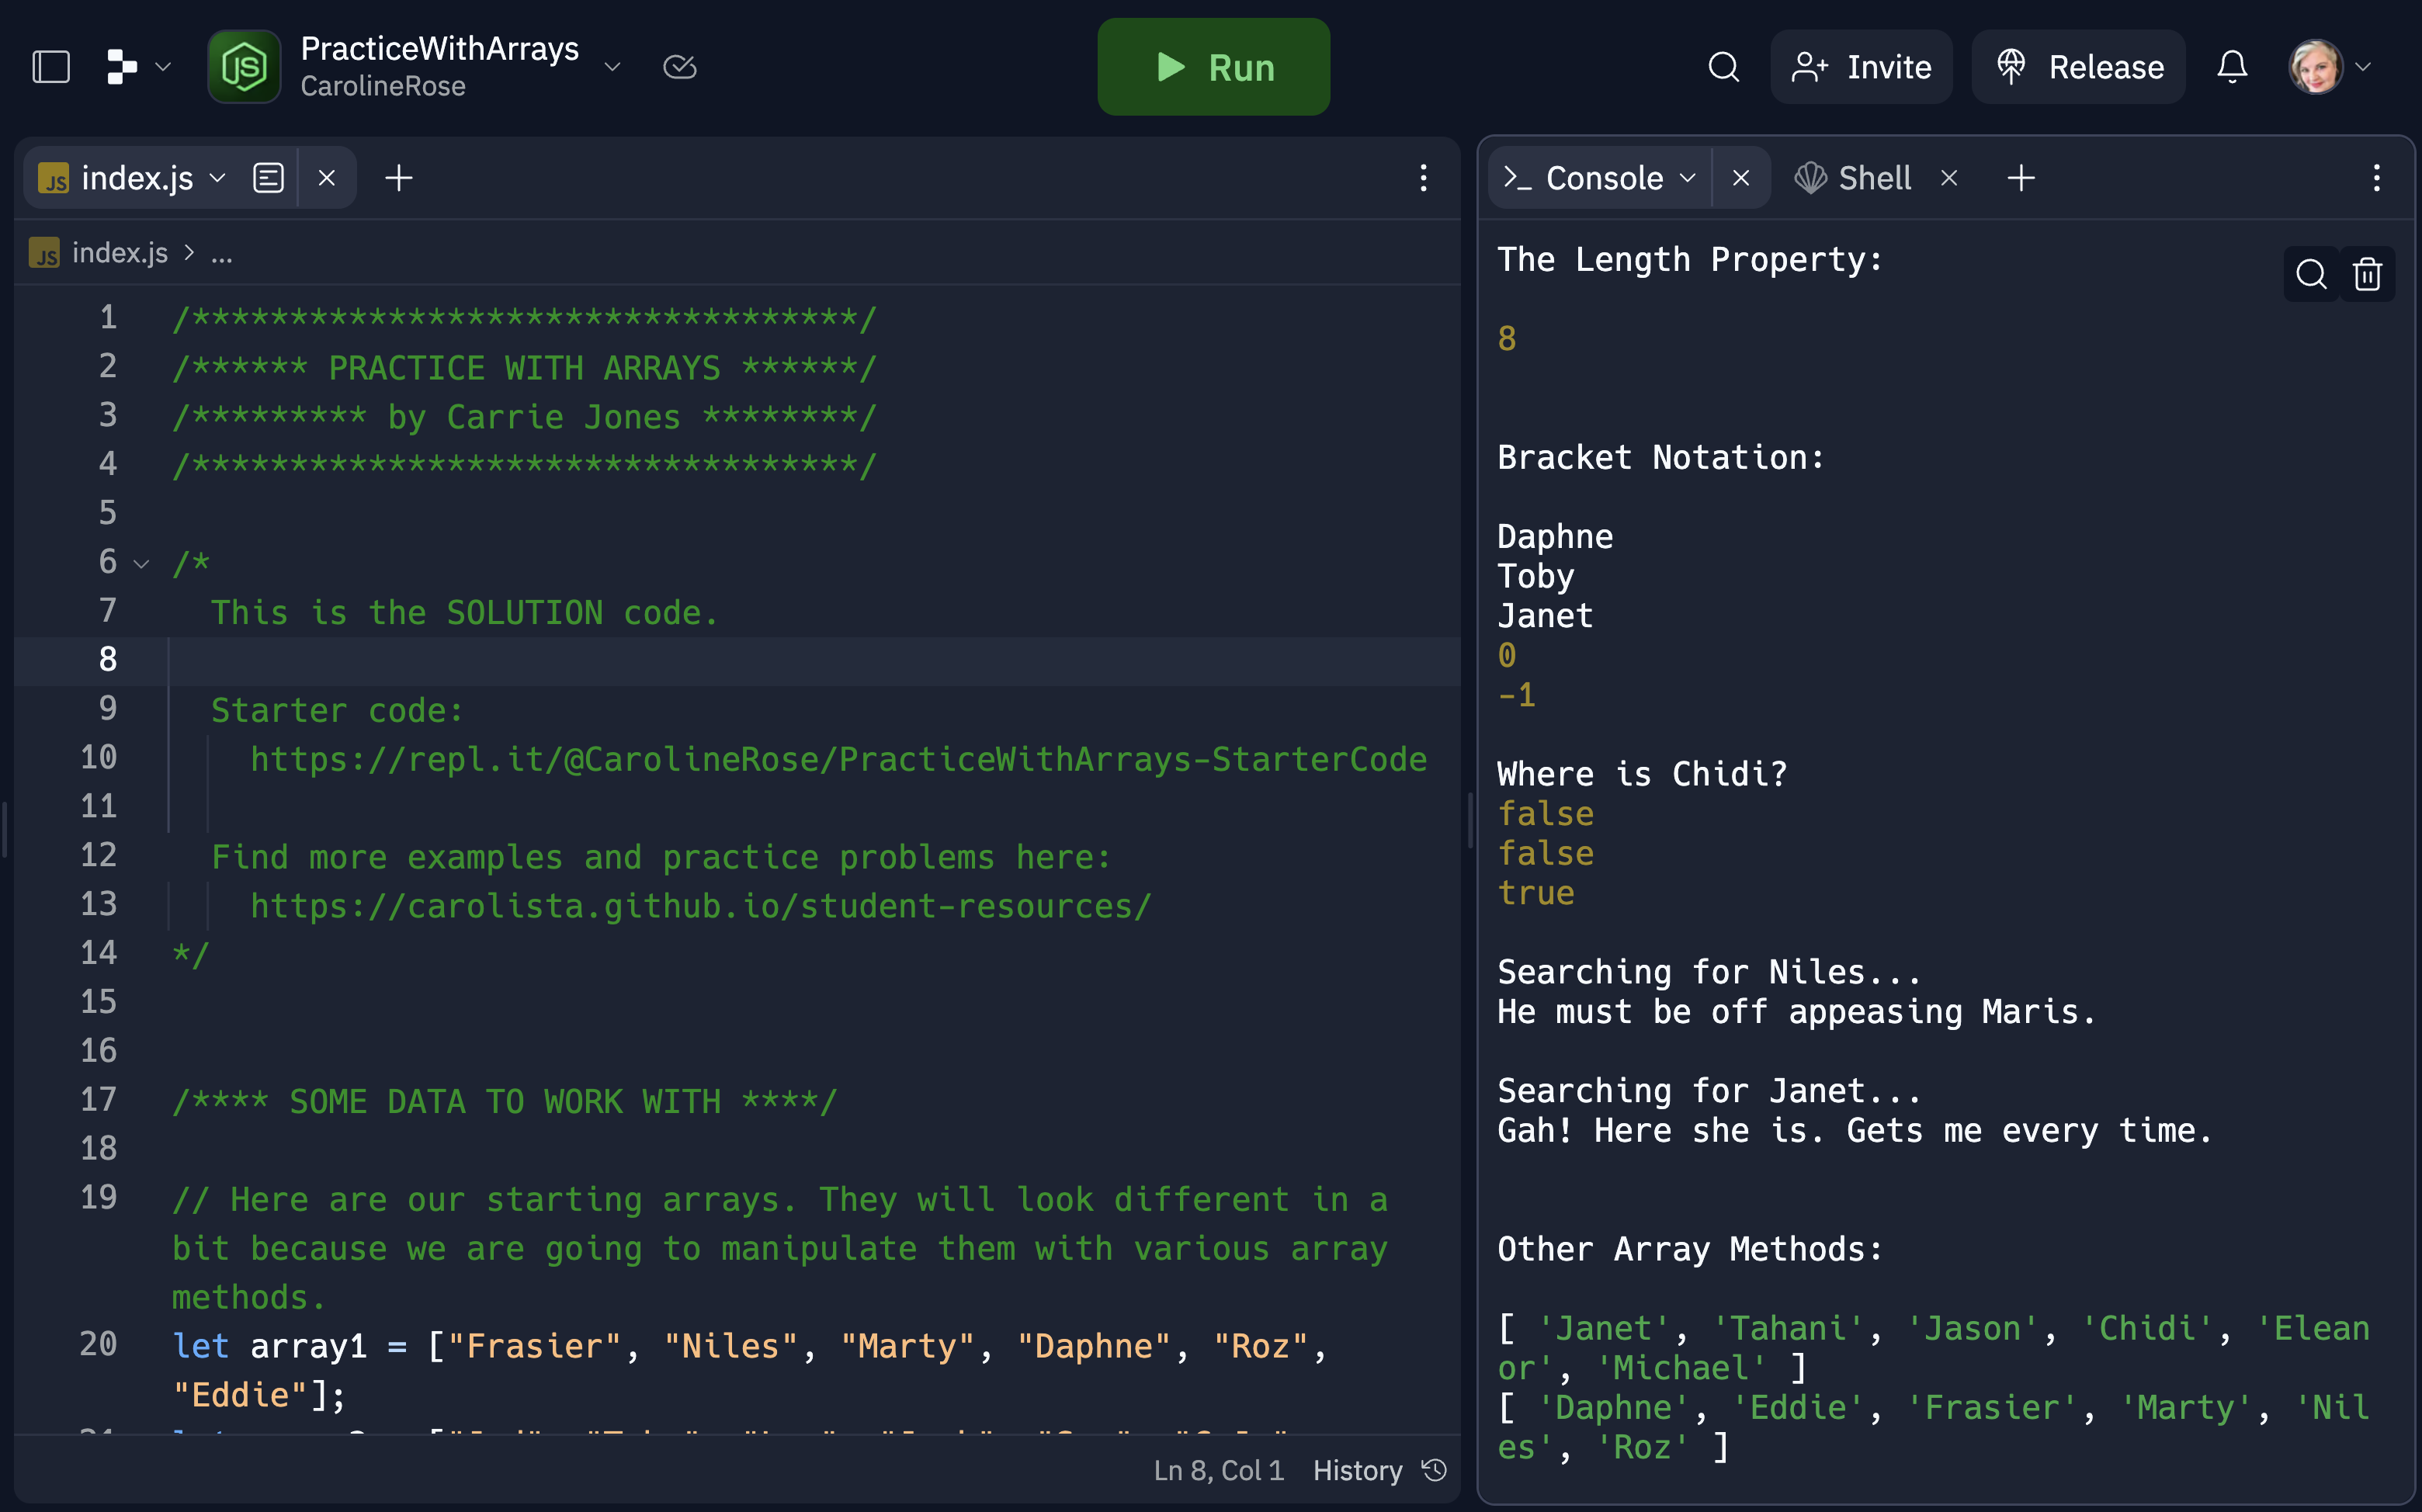 PracticeWithArrays
CarolineRose
Run
Invite
Release
JS index.js
Console
Shell
JS index.js > ...
1 /**********************************/
2 /****** PRACTICE WITH ARRAYS ******/
3 /********* by Carrie Jones ********/
4 /**********************************/
5
6 /*
7 This is the SOLUTION code.
8
9 Starter code:
10 https://repl.it/@CarolineRose/PracticeWithArrays-StarterCode
11
12 Find more examples and practice problems here:
13 https://carolista.github.io/student-resources/
14 */
15
16
17 /**** SOME DATA TO WORK WITH ****/
18
19 // Here are our starting arrays. They will look different in a
bit because we are going to manipulate them with various array
methods.
20 let array1 = ["Frasier", "Niles", "Marty", "Daphne", "Roz",
"Eddie"];
Ln 8, Col 1 History
The Length Property:
8
Bracket Notation:
Daphne
Toby
Janet
0
-1
Where is Chidi?
false
false
true
Searching for Niles...
He must be off appeasing Maris.
Searching for Janet...
Gah! Here she is. Gets me every time.
Other Array Methods:
[ 'Janet', 'Tahani', 'Jason', 'Chidi', 'Elean
or', 'Michael' ]
[ 'Daphne', 'Eddie', 'Frasier', 'Marty', 'Nil
es', 'Roz' ]